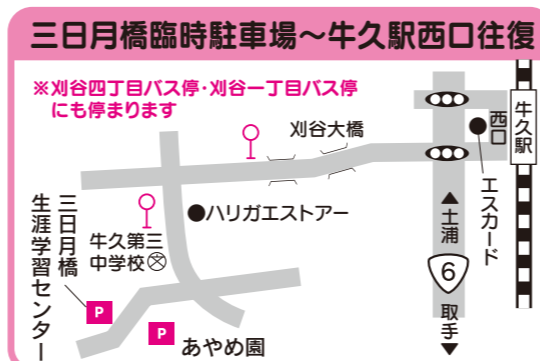 三日月橋臨時駐車場～牛久駅西口往復
※刈谷四丁目バス停・刈谷一丁目バス停
にも停まります
刈谷大橋
西口
牛久駅
エスカード
ハリガエストアー
▲土浦
6
取手▼
牛久第三
中学校
三日月橋
生涯学習センター
P
P
あやめ園